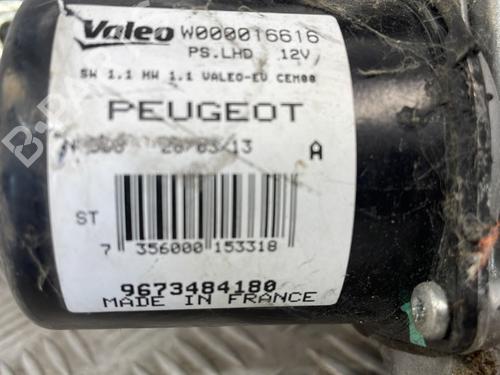 Valeo W000016616
PS.LHD 12V
SW 1.1 HW 1.1 VALEO-EV CEM00
PEUGEOT
A
ST
7 356000 153318
9673484180
MADE IN FRANCE